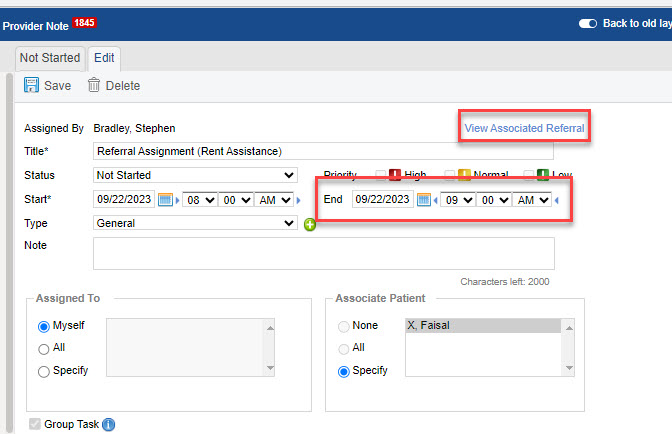 Provider Note 1845
Back to old lay
Not Started Edit
Save Delete
Assigned By Bradley, Stephen View Associated Referral
Title* Referral Assignment (Rent Assistance)
Status Not Started Priority High Normal Low
Start* 09/22/2023 08 00 AM End 09/22/2023 09 00 AM
Type General
Note
Characters left: 2000
Assigned To Associate Patient
Myself None X, Faisal
All All
Specify Specify
Group Task